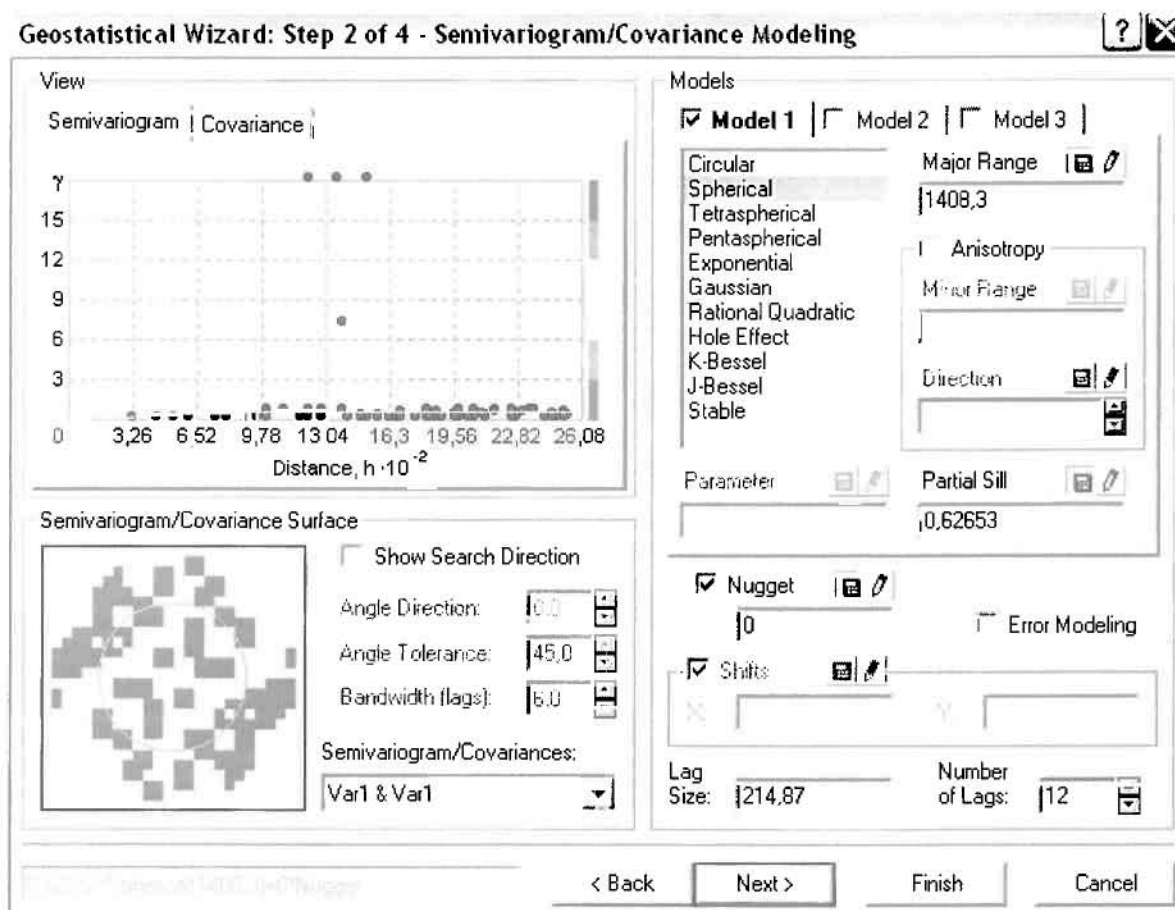 Geostatistical Wizard: Step 2 of 4 - Semivariogram/Covariance Modeling
View
Semivariogram Covariance
γ
15
12
9
6
3
0 3,26 6,52 9,78 13 04 16,3 19,56 22,82 26,08
Distance, h·10⁻²
Semivariogram/Covariance Surface
Show Search Direction
Angle Direction: 0.0
Angle Tolerance: 45,0
Bandwidth (lags): 6.0
Semivariogram/Covariances:
Var1 & Var1
Models
Model 1 Model 2 Model 3
Circular
Spherical
Tetraspherical
Pentaspherical
Exponential
Gaussian
Rational Quadratic
Hole Effect
K-Bessel
J-Bessel
Stable
Major Range
1408,3
Anisotropy
Minor Range
Direction
Parameter
Partial Sill
0,62653
Nugget
0
Error Modeling
Shifts
X: Y:
Lag Size: 214,87
Number of Lags: 12
< Back Next > Finish Cancel